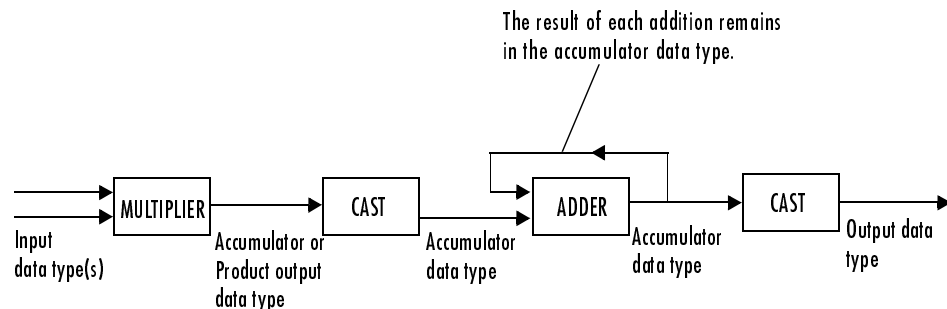 The result of each addition remains
in the accumulator data type.
MULTIPLIER
CAST
ADDER
CAST
Input
data type(s)
Accumulator or
Product output
data type
Accumulator
data type
Accumulator
data type
Output data
type